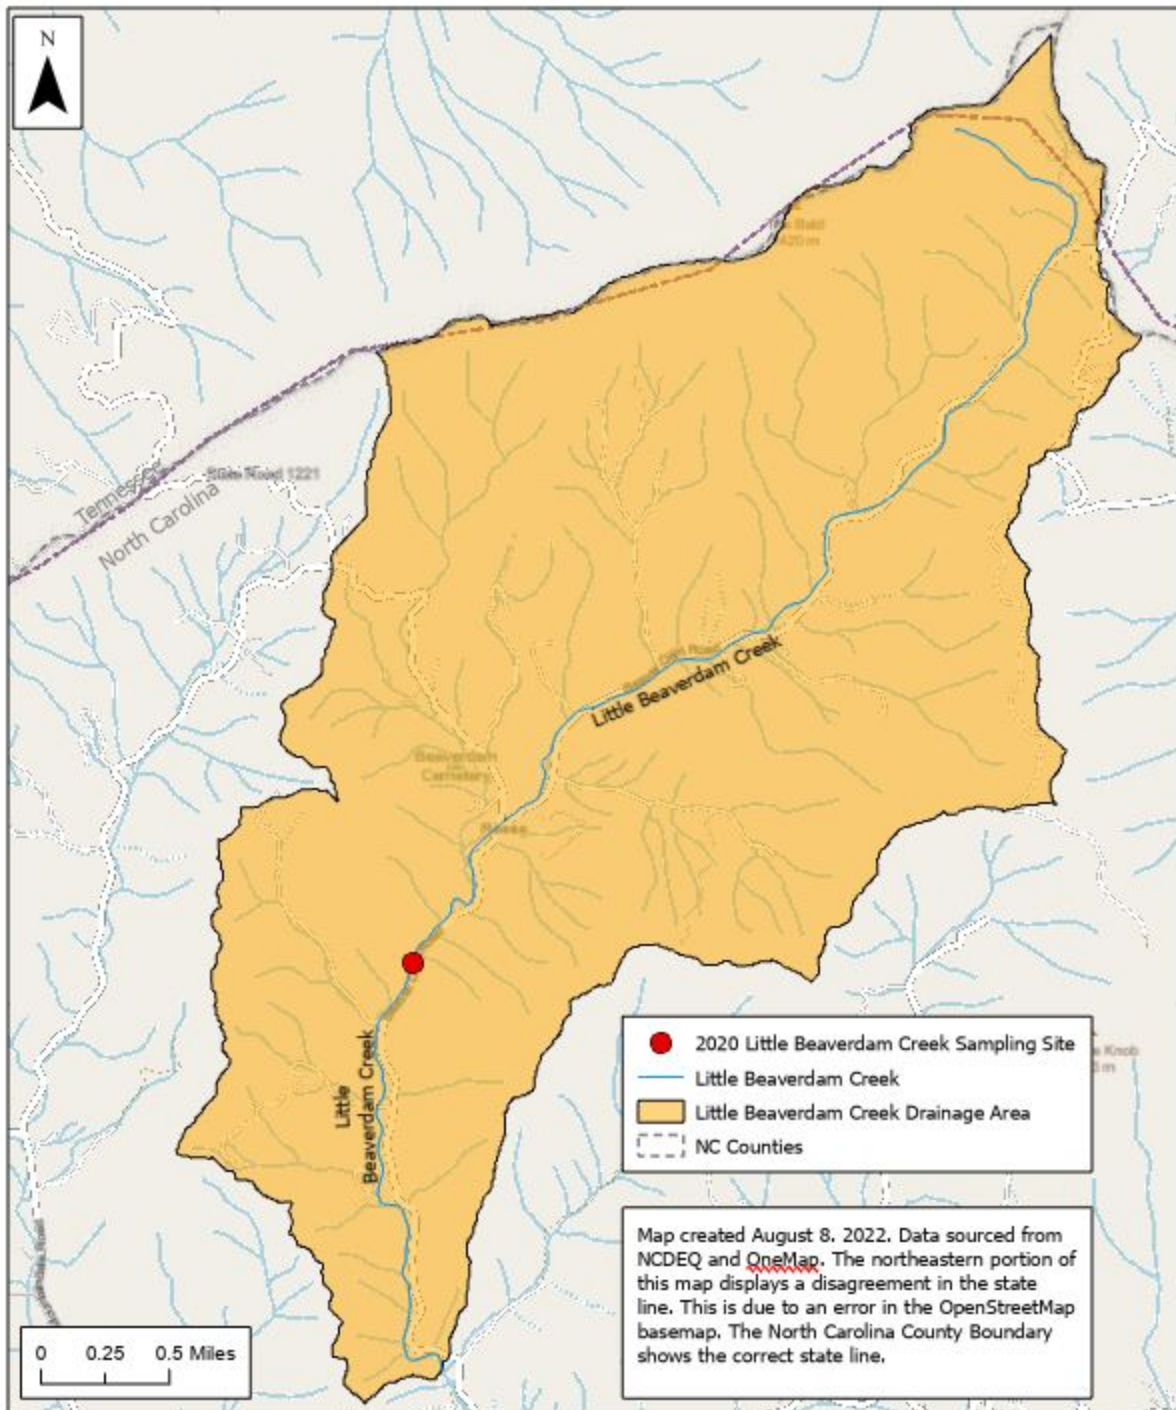 N
Tennessee
North Carolina
State Road 1221
Little Beaverdam Creek
Beaverdam
Cemetery
Reese
Little
Beaverdam Creek
2020 Little Beaverdam Creek Sampling Site
Little Beaverdam Creek
Little Beaverdam Creek Drainage Area
NC Counties
Knob
Map created August 8. 2022. Data sourced from
NCDEQ and OneMap. The northeastern portion of
this map displays a disagreement in the state
line. This is due to an error in the OpenStreetMap
basemap. The North Carolina County Boundary
shows the correct state line.
0 0.25 0.5 Miles